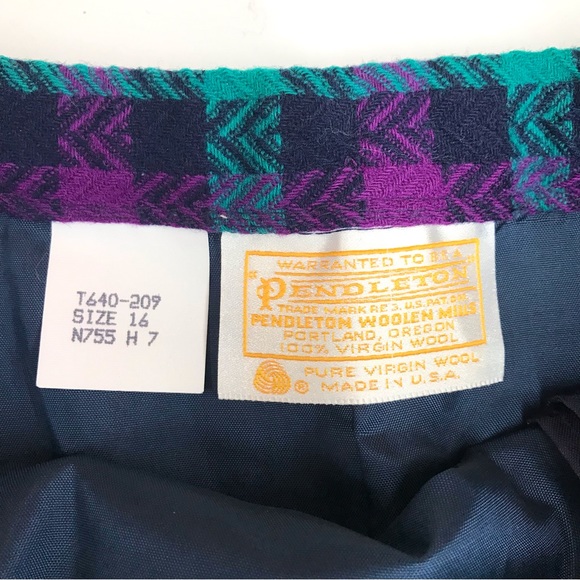 T640-209
SIZE 16
N755 H 7
WARRANTED TO BE A
"PENDLETON"
TRADE MARK REG. U.S. PAT. OFF.
PENDLETON WOOLEN MILLS
PORTLAND, OREGON
100% VIRGIN WOOL
PURE VIRGIN WOOL
® MADE IN U.S.A.